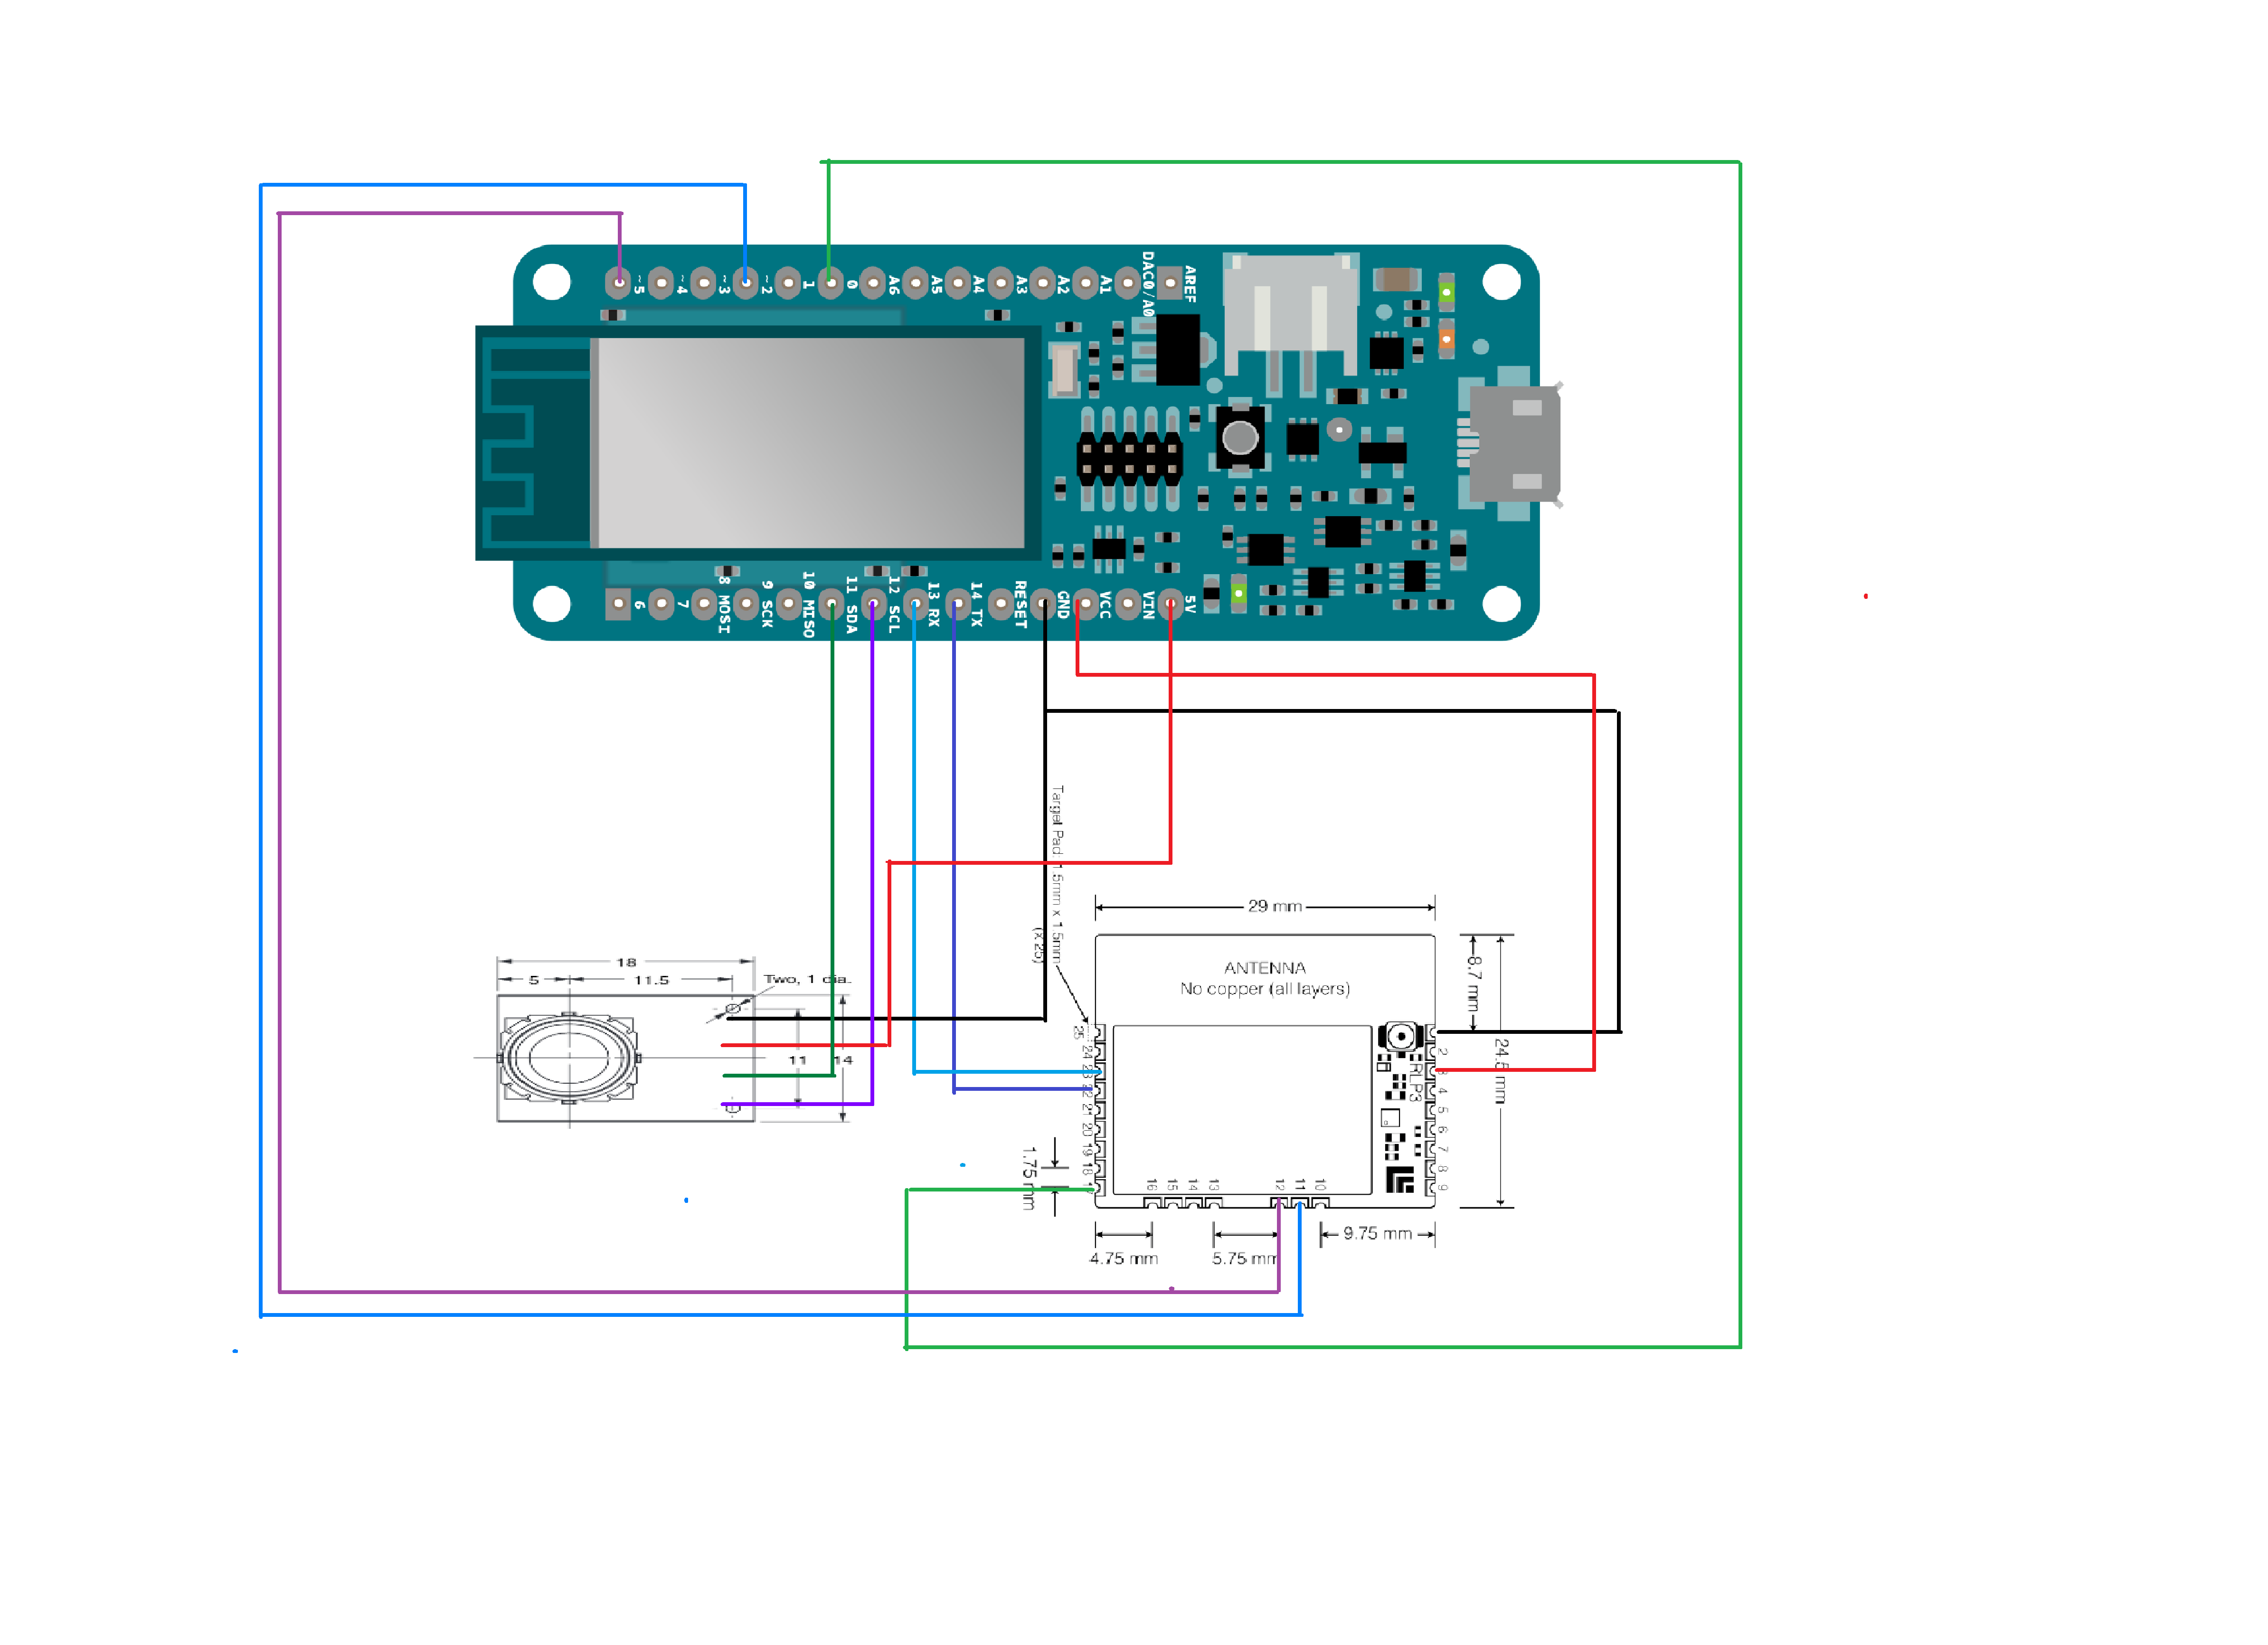 ~5
~4
~3
~2
1
0
A6
A5
A4
A3
A2
A1
DAC0/A0
AREF
6
7
8 MOSI
9 SCK
10 MISO
11 SDA
12 SCL
13 RX
14 TX
RESET
GND
VCC
VIN
5V
Target Pad: 1.5mm x 1.5mm
(x 25)
29 mm
ANTENNA
No copper (all layers)
8.7 mm
24.5 mm
18
5
11.5
Two, 1 dia.
11
14
25
24
23
22
21
20
19
18
17
2
3
4
5
6
7
8
9
RLP3
1.75 mm
16
15
14
13
12
11
10
4.75 mm
5.75 mm
9.75 mm